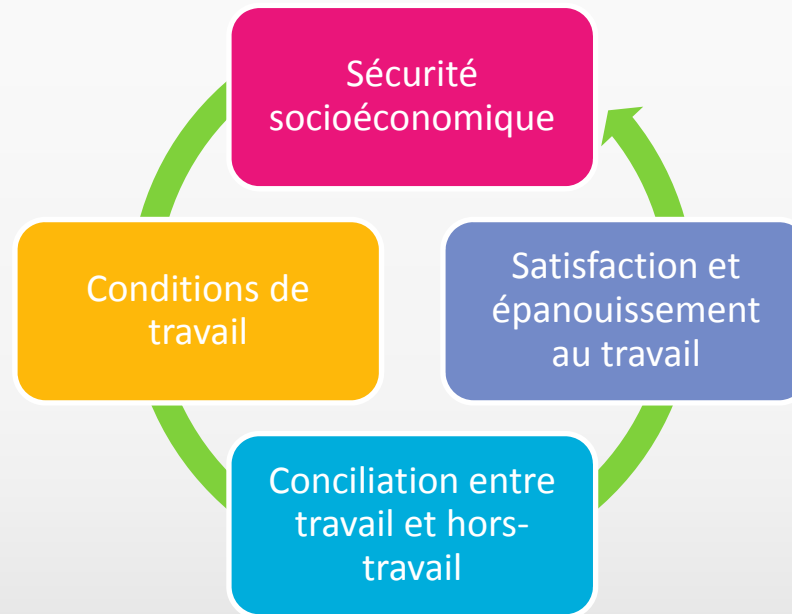 Sécurité
socioéconomique
Conditions de
travail
Satisfaction et
épanouissement
au travail
Conciliation entre
travail et hors-
travail